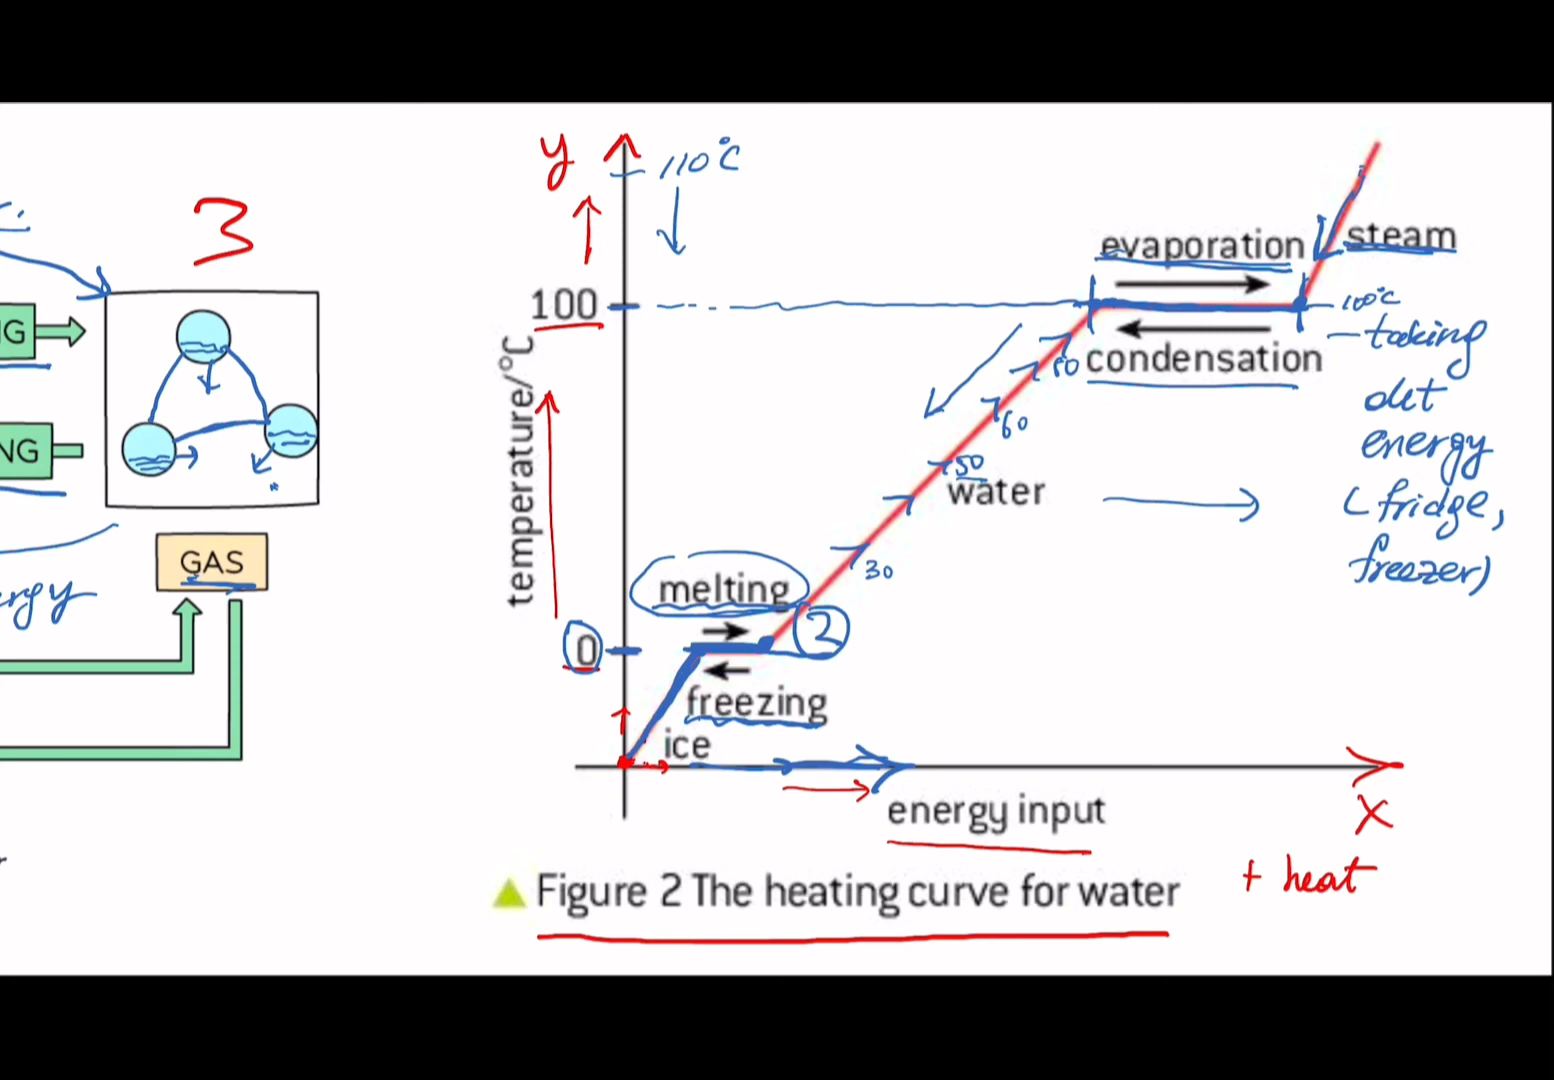 3
G
NG
GAS
y
110°C
100
temperature/°C
evaporation
steam
100°C
condensation
80
60
50
water
30
melting
2
0
freezing
ice
energy input
x
+ heat
- taking
out
energy
(fridge,
freezer)
Figure 2 The heating curve for water